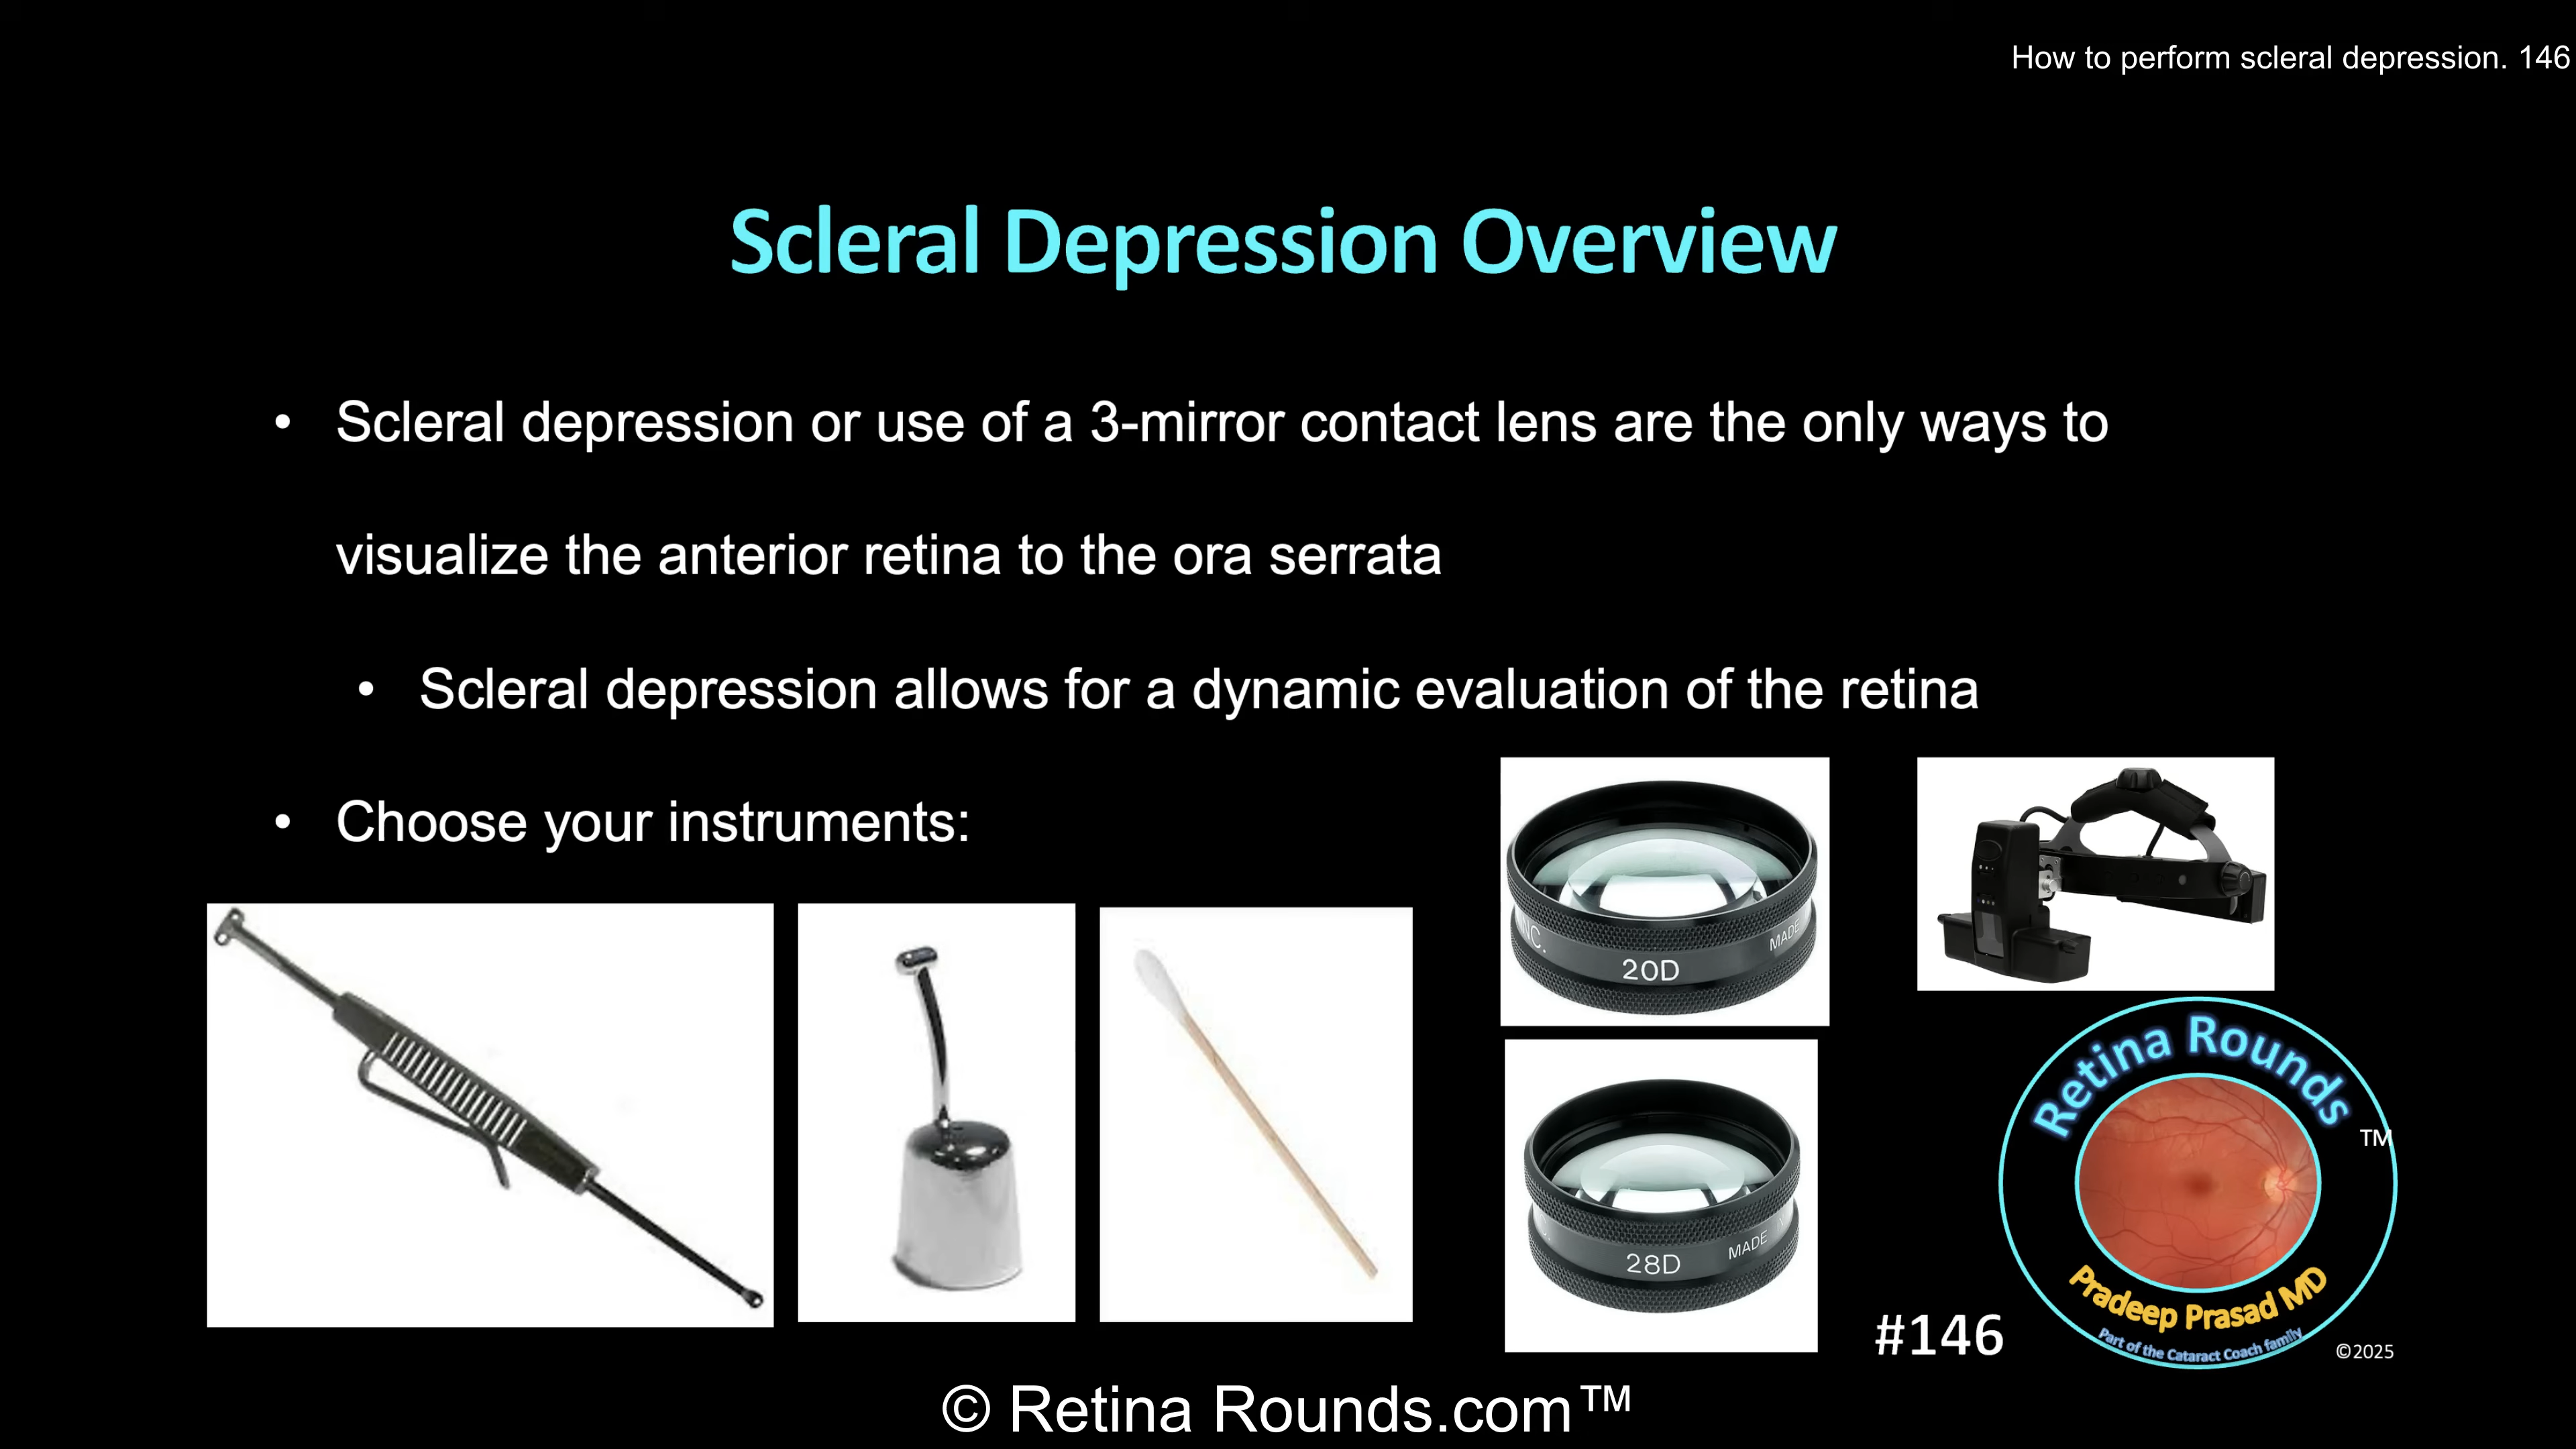 How to perform scleral depression. 146
Scleral Depression Overview
• Scleral depression or use of a 3-mirror contact lens are the only ways to
visualize the anterior retina to the ora serrata
• Scleral depression allows for a dynamic evaluation of the retina
• Choose your instruments:
NC. 20D MADE
28D MADE
Retina Rounds
TM
Pradeep Prasad MD
Part of the Cataract Coach family
#146
©2025
© Retina Rounds.com™